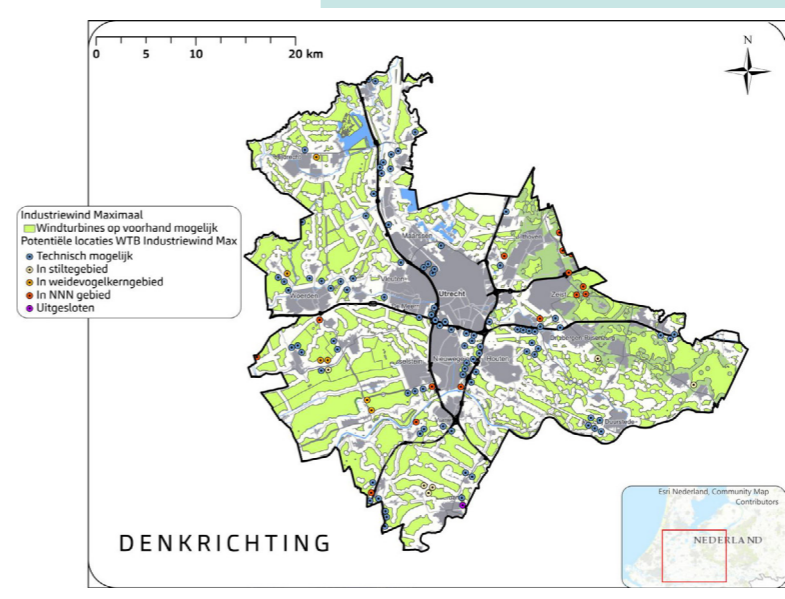 0 5 10 20 km
N
Industriewind Maximaal
Windturbines op voorhand mogelijk
Potentiële locaties WTB Industriewind Max
Technisch mogelijk
In stiltegebied
In weidevogelkerngebied
In NNN gebied
Uitgesloten
Maarssen
Utrecht
Zeist
Woerden
Nieuwegein
Houten
DENKRICHTING
Esri Nederland, Community Map
Contributors
NEDERLAND